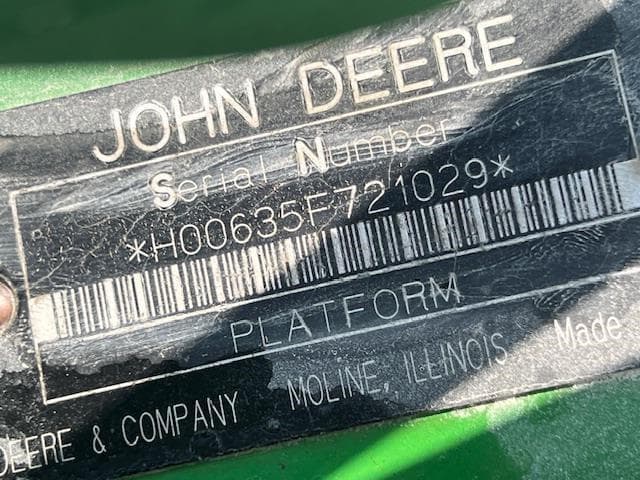 JOHN DEERE
Serial Number
*H00635F721029*
PLATFORM
DEERE & COMPANY MOLINE, ILLINOIS Made